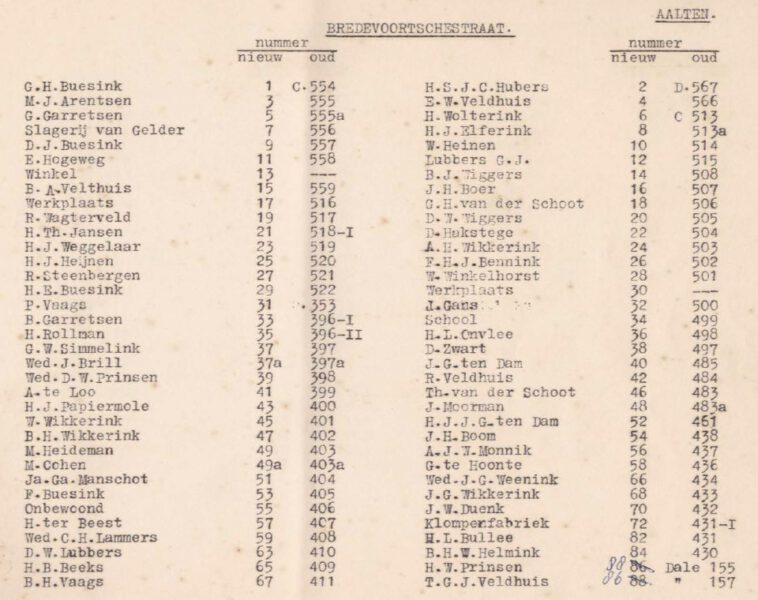 AALTEN.
BREDEVOORTSCHESTRAAT.
nummer
nieuw oud
G.H.Buesink 1 C.554
M.J.Arentsen 3 555
G.Garretsen 5 555a
Slagerij van Gelder 7 556
D.J.Buesink 9 557
E.Hogeweg 11 558
Winkel 13 ---
B.A.Velthuis 15 559
Werkplaats 17 516
R.Wagterveld 19 517
H.Th.Jansen 21 518-I
H.J.Weggelaar 23 519
H.J.Heijnen 25 520
R.Steenbergen 27 521
H.E.Buesink 29 522
P.Vaags 31 .353
B.Garretsen 33 396-I
H.Rollman 35 396-II
G.W.Simmelink 37 397
Wed.J.Brill 37a 397a
Wed.D.W.Prinsen 39 398
A.te Loo 41 399
H.J.Papiermole 43 400
W.Wikkerink 45 401
B.H.Wikkerink 47 402
M.Heideman 49 403
M.Cohen 49a 403a
Ja.Ga.Manschot 51 404
F.Buesink 53 405
Onbewoond 55 406
H.ter Beest 57 407
Wed.C.H.Lammers 59 408
D.W.Lubbers 63 410
H.B.Beeks 65 409
B.H.Vaags 67 411
nummer
nieuw oud
H.S.J.C.Hubers 2 D.567
E.W.Veldhuis 4 566
H.Wolterink 6 C 513
H.J.Elferink 8 513a
W.Heinen 10 514
Lubbers G.J. 12 515
B.J.Wiggers 14 508
J.H.Boer 16 507
G.H.van der Schoot 18 506
D.W.Wiggers 20 505
D.Hakstege 22 504
A.H.Wikkerink 24 503
F.H.J.Bennink 26 502
W.Winkelhorst 28 501
Werkplaats 30 ---
J.Gans 32 500
School 34 499
H.L.Onvlee 36 498
D.Zwart 38 497
J.G.ten Dam 40 485
R.Veldhuis 42 484
Th.van der Schoot 46 483
J.Moorman 48 483a
H.J.J.G.ten Dam 52 461
J.H.Boom 54 438
A.J.W.Monnik 56 437
G.te Hoonte 58 436
Wed.J.G.Weenink 66 434
J.G.Wikkerink 68 433
J.W.Duenk 70 432
Klompenfabriek 72 431-I
H.L.Bullee 82 431
B.H.W.Helmink 84 430
H.W.Prinsen 88 86 Dale 155
T.G.J.Veldhuis 86 88. " 157